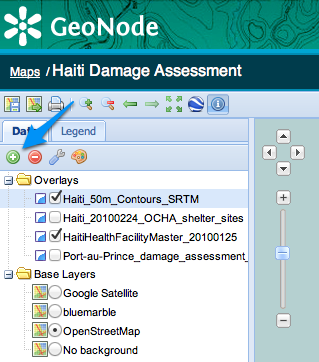 GeoNode
Maps / Haiti Damage Assessment
Legend
Overlays
Haiti_50m_Contours_SRTM
Haiti_20100224_OCHA_shelter_sites
HaitiHealthFacilityMaster_20100125
Port-au-Prince_damage_assessment_
Base Layers
Google Satellite
bluemarble
OpenStreetMap
No background